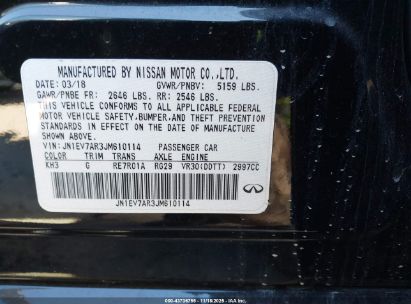 MANUFACTURED BY NISSAN MOTOR CO.,LTD.
DATE: 03/18 GVWR/PNBV: 5159 LBS.
GAWR/PNBE FR: 2646 LBS. RR: 2546 LBS.
THIS VEHICLE CONFORMS TO ALL APPLICABLE FEDERAL
MOTOR VEHICLE SAFETY,BUMPER,AND THEFT PREVENTION
STANDARDS IN EFFECT ON THE DATE OF MANUFACTURE
SHOWN ABOVE.
VIN: JN1EV7AR3JM610114 PASSENGER CAR
COLOR TRIM TRANS AXLE ENGINE
KH3 G RE7R01A RG29 VR30(DDTT) 2997CC
JN1EV7AR3JM610114
INFINITI